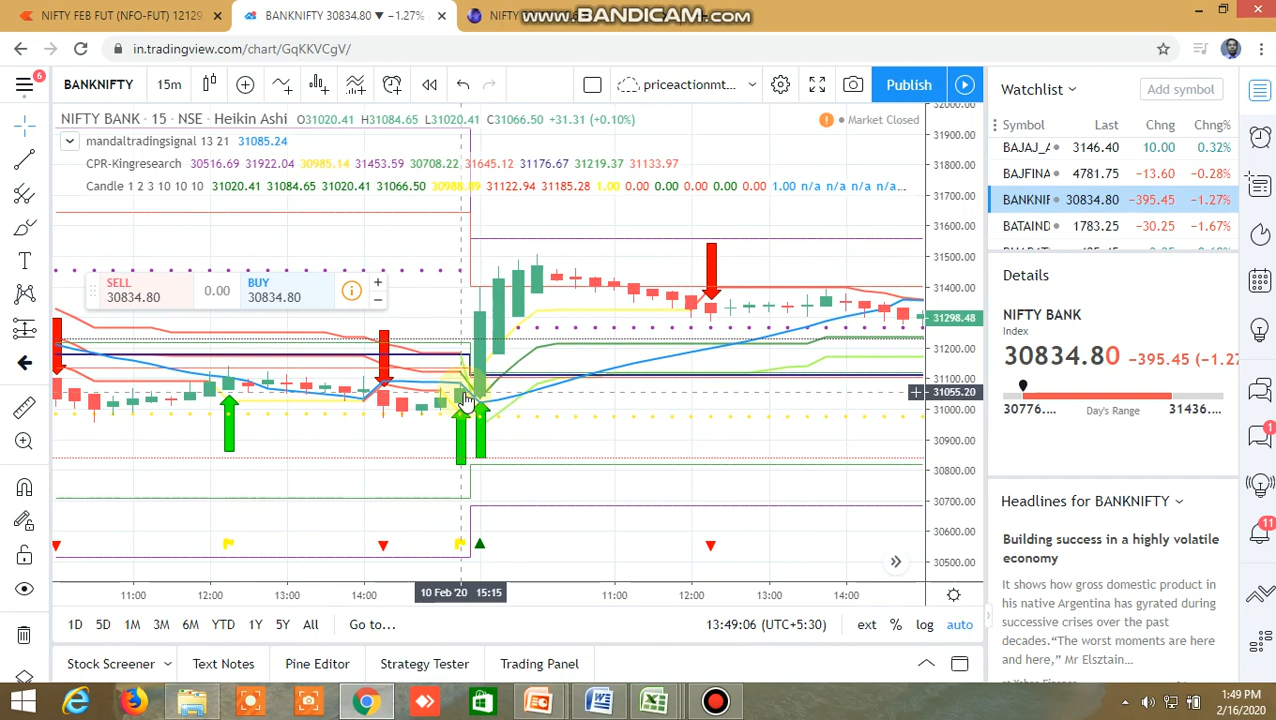 NIFTY FEB FUT (NFO-FUT) 12129
BANKNIFTY 30834.80 ▼ −1.27%
NIFTY
www.BANDICAM.com
in.tradingview.com/chart/GqKKVCgV/
6
BANKNIFTY
15m
priceactionmt...
Publish
NIFTY BANK • 15 • NSE • Heikin Ashi
O31020.41 H31084.65 L31020.41 C31066.50 +31.31 (+0.10%)
Market Closed
mandaltradingsignal 13 21 31085.24
CPR-Kingresearch 30516.69 31922.04 30985.14 31453.59 30708.22 31645.12 31176.67 31219.37 31133.97
Candle 1 2 3 10 10 10 31020.41 31084.65 31020.41 31066.50 31122.94 31185.28 1.00 0.00 0.00 0.00 0.00 0.00 1.00 n/a n/a n/a n/a...
SELL
30834.80
0.00
BUY
30834.80
32000.00
31900.00
31800.00
31700.00
31600.00
31500.00
31400.00
31298.48
31200.00
31100.00
31055.20
31000.00
30900.00
30800.00
30700.00
30600.00
30500.00
11:00
12:00
13:00
14:00
10 Feb '20 15:15
11:00
12:00
13:00
14:00
1D
5D
1M
3M
6M
YTD
1Y
5Y
All
Go to...
13:49:06 (UTC+5:30)
ext
%
log
auto
Stock Screener
Text Notes
Pine Editor
Strategy Tester
Trading Panel
Watchlist
Add symbol
Symbol Last Chng Chng%
BAJAJ_A 3146.40 10.00 0.32%
BAJFINA 4781.75 −13.60 −0.28%
BANKNIF 30834.80 −395.45 −1.27%
BATAIND 1783.25 −30.25 −1.67%
Details
NIFTY BANK
Index
30834.80 −395.45 (−1.27
30776.... Day's Range 31436....
Headlines for BANKNIFTY
Building success in a highly volatile
economy
It shows how gross domestic product in
his native Argentina has gyrated during
successive crises over the past
decades.“The worst moments are here
and here,” Mr Elsztain...
1
11
1:49 PM
2/16/2020